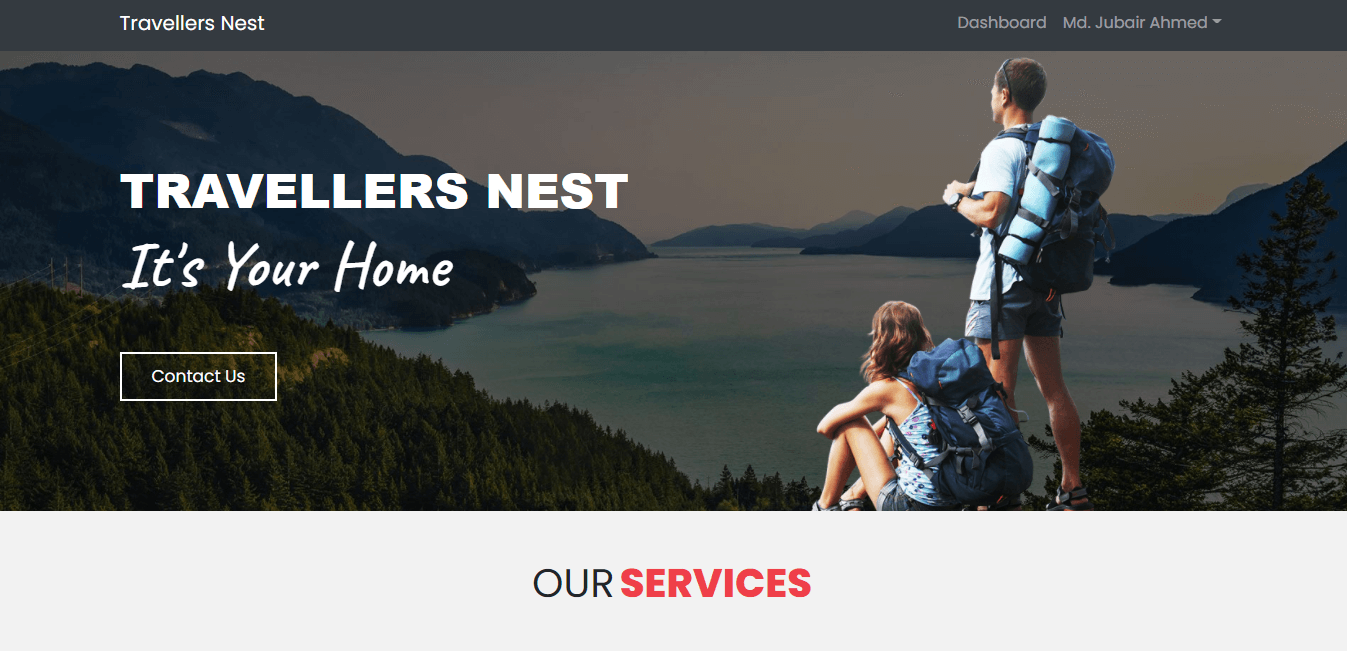 Travellers Nest
Dashboard Md. Jubair Ahmed
TRAVELLERS NEST
It's Your Home
Contact Us
OUR SERVICES